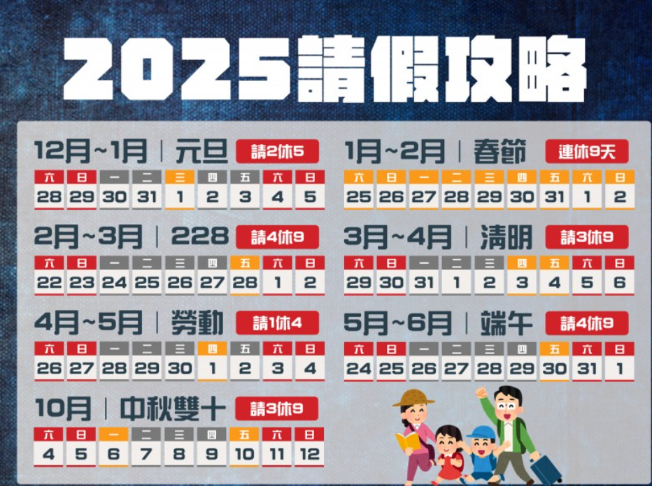 2025請假攻略
12月~1月｜元旦 請2休5
六 日 一 二 三 四 五 六 日
28 29 30 31 1 2 3 4 5
1月~2月｜春節 連休9天
六 日 一 二 三 四 五 六 日
25 26 27 28 29 30 31 1 2
2月~3月｜228 請4休9
六 日 一 二 三 四 五 六 日
22 23 24 25 26 27 28 1 2
3月~4月｜清明 請3休9
六 日 一 二 三 四 五 六 日
29 30 31 1 2 3 4 5 6
4月~5月｜勞動 請1休4
六 日 一 二 三 四 五 六 日
26 27 28 29 30 1 2 3 4
5月~6月｜端午 請4休9
六 日 一 二 三 四 五 六 日
24 25 26 27 28 29 30 31 1
10月｜中秋雙十 請3休9
六 日 一 二 三 四 五 六 日
4 5 6 7 8 9 10 11 12